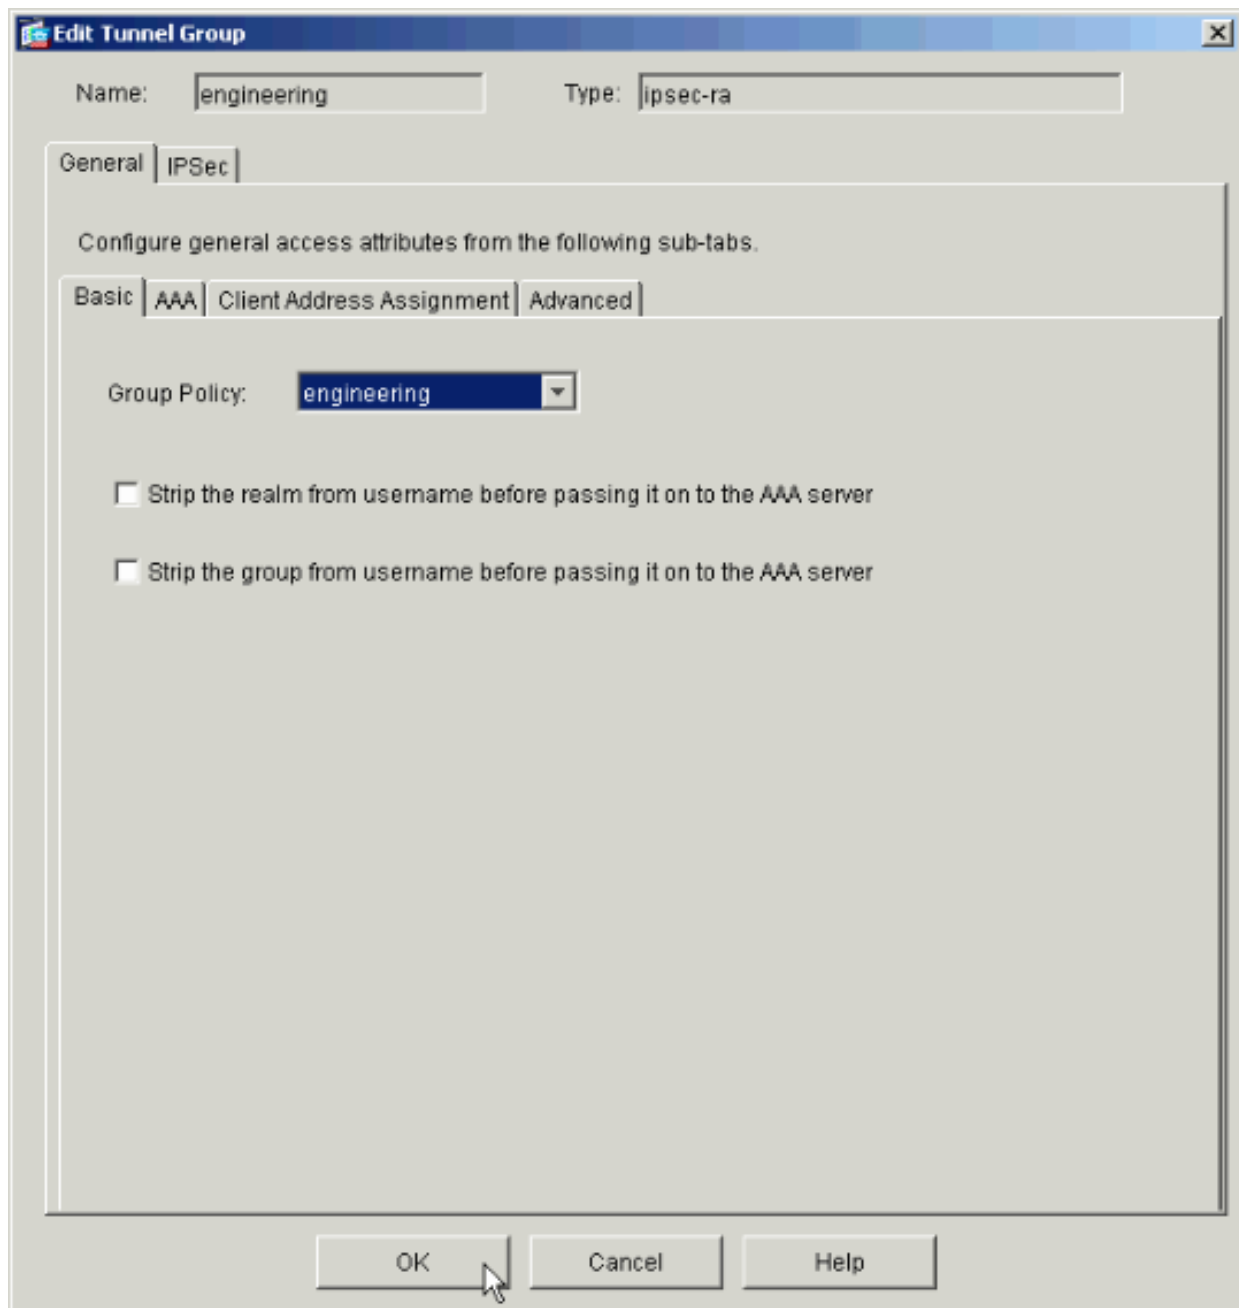 Edit Tunnel Group
Name: engineering Type: ipsec-ra
General IPSec
Configure general access attributes from the following sub-tabs.
Basic AAA Client Address Assignment Advanced
Group Policy: engineering
Strip the realm from username before passing it on to the AAA server
Strip the group from username before passing it on to the AAA server
OK Cancel Help